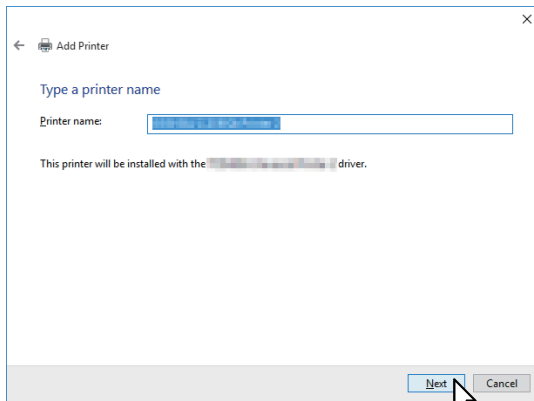 Add Printer
Type a printer name
Printer name:
This printer will be installed with the driver.
Next Cancel